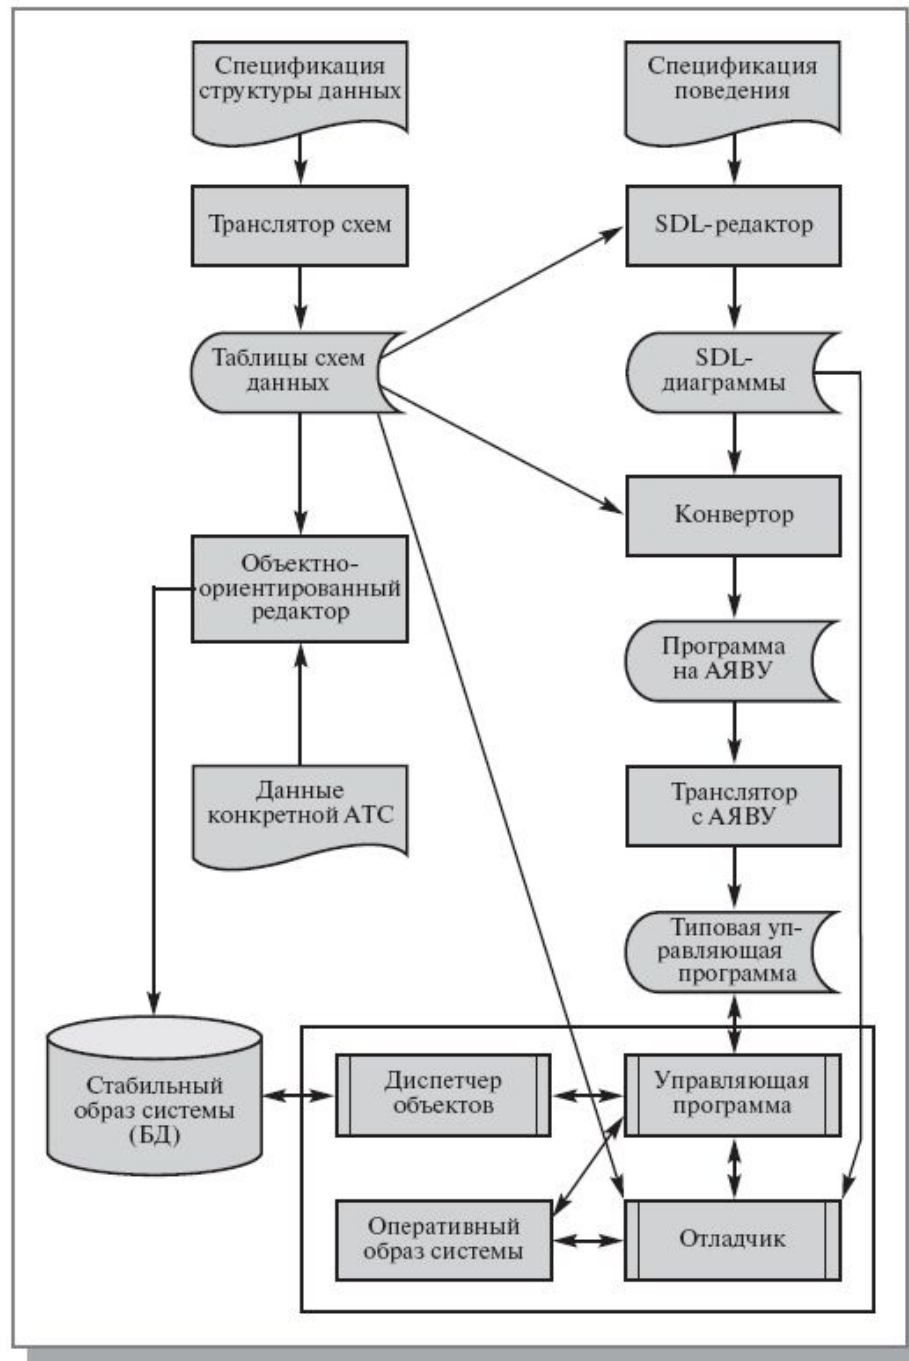 Спецификация
структуры данных
Спецификация
поведения
Транслятор схем
SDL-редактор
Таблицы схем
данных
SDL-
диаграммы
Конвертор
Объектно-
ориентированный
редактор
Программа
на АЯВУ
Данные
конкретной АТС
Транслятор
с АЯВУ
Типовая уп-
равляющая
программа
Стабильный
образ системы
(БД)
Диспетчер
объектов
Управляющая
программа
Оперативный
образ системы
Отладчик